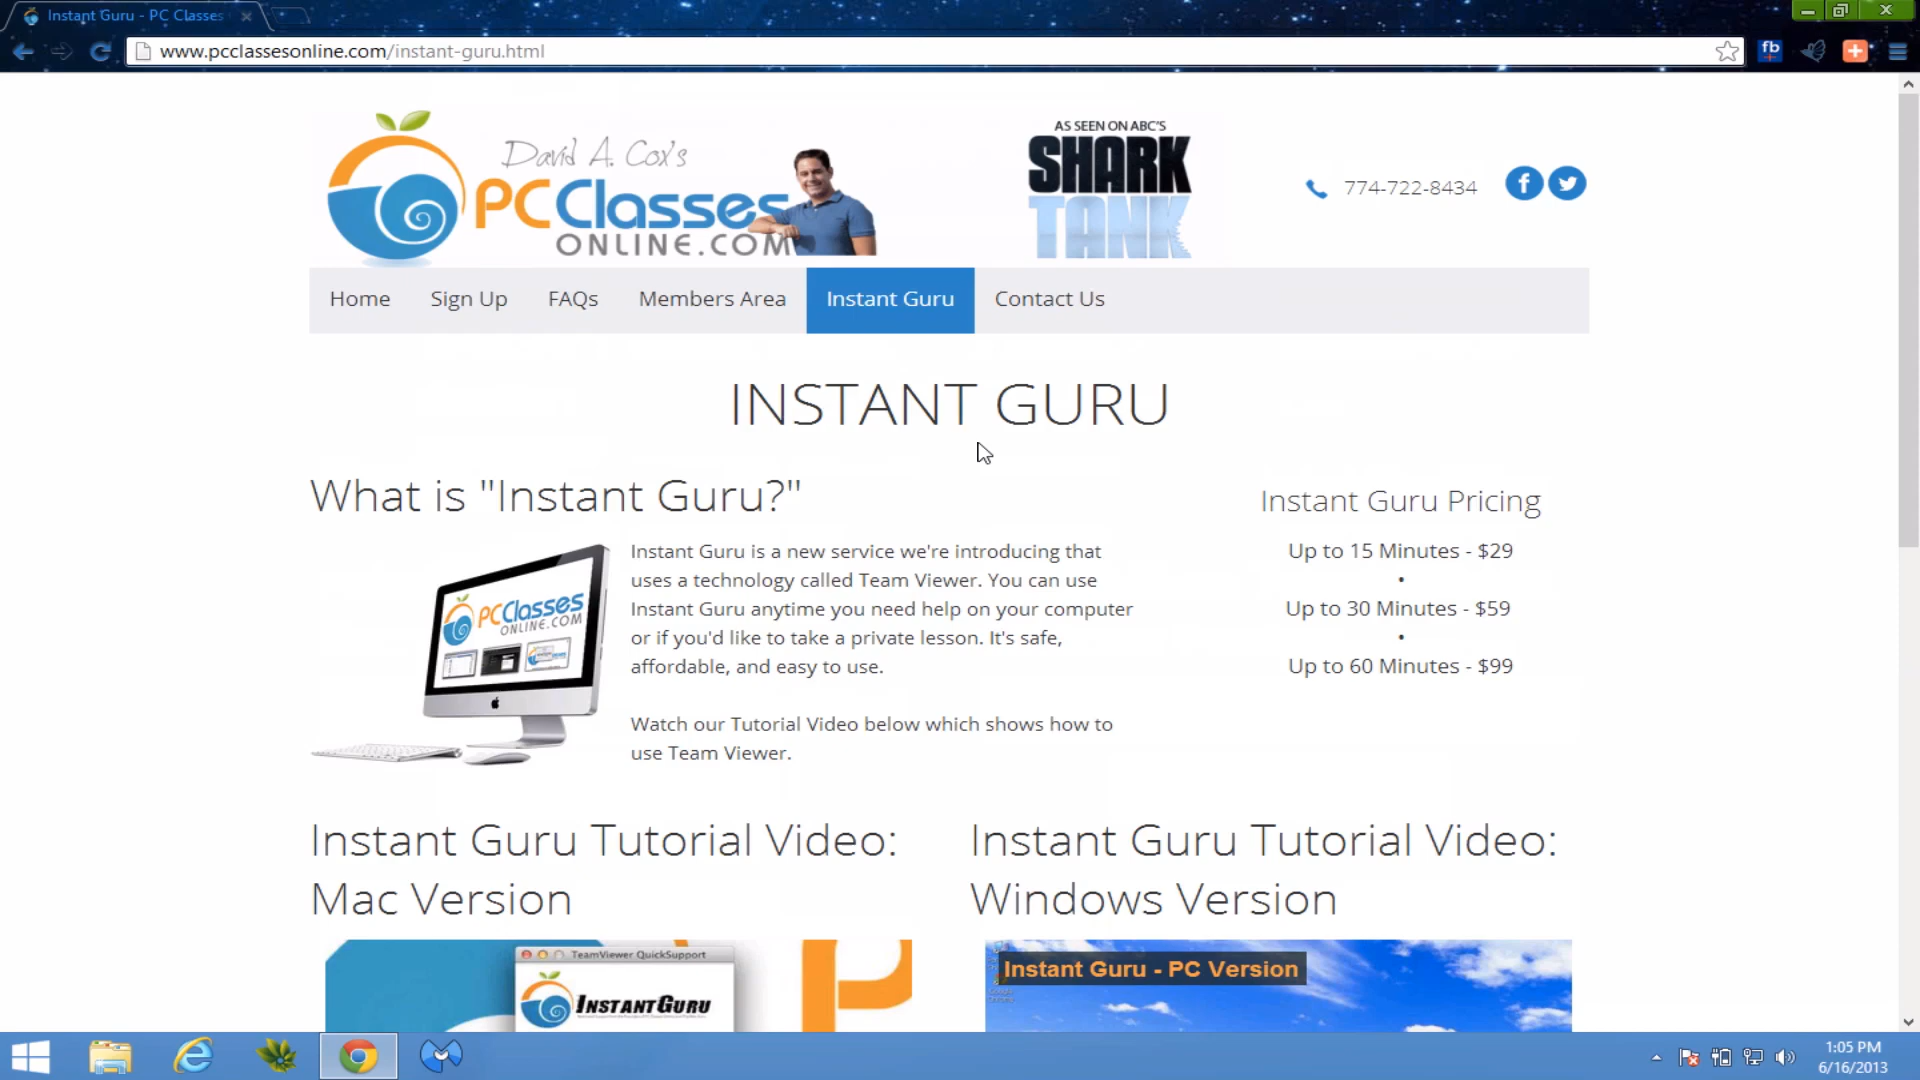 Instant Guru - PC Classes
www.pcclassesonline.com/instant-guru.html
fb
David A. Cox's
PC Classes
ONLINE.COM
AS SEEN ON ABC'S
SHARK
TANK
774-722-8434
Home
Sign Up
FAQs
Members Area
Instant Guru
Contact Us
INSTANT GURU
What is "Instant Guru?"
Instant Guru is a new service we're introducing that
uses a technology called Team Viewer. You can use
Instant Guru anytime you need help on your computer
or if you'd like to take a private lesson. It's safe,
affordable, and easy to use.
Watch our Tutorial Video below which shows how to
use Team Viewer.
PCClasses
ONLINE.COM
Instant Guru Pricing
Up to 15 Minutes - $29
•
Up to 30 Minutes - $59
•
Up to 60 Minutes - $99
Instant Guru Tutorial Video:
Mac Version
Instant Guru Tutorial Video:
Windows Version
TeamViewer QuickSupport
INSTANTGURU
Instant Guru - PC Version
1:05 PM
6/16/2013